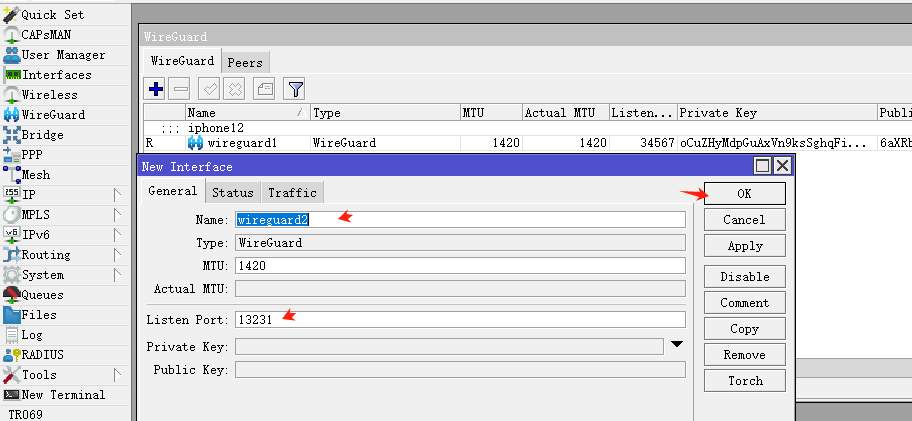 Quick Set
CAPsMAN
User Manager
Interfaces
Wireless
WireGuard
Bridge
PPP
Mesh
IP
MPLS
IPv6
Routing
System
Queues
Files
Log
RADIUS
Tools
New Terminal
TR069
WireGuard
WireGuard Peers
Name Type MTU Actual MTU Listen... Private Key Publi
::: iphone12
R wireguard1 WireGuard 1420 1420 34567 oCuZHyMdpGuAxVn9ksSghqFi... 6aXRb
New Interface
General Status Traffic
Name: wireguard2
Type: WireGuard
MTU: 1420
Actual MTU:
Listen Port: 13231
Private Key:
Public Key:
OK
Cancel
Apply
Disable
Comment
Copy
Remove
Torch